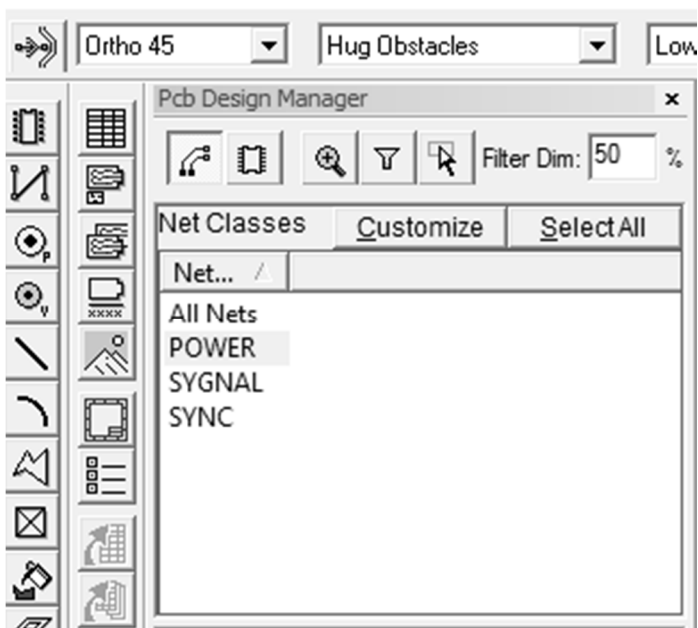 Ortho 45 Hug Obstacles Low
Pcb Design Manager
Filter Dim: 50 %
Net Classes Customize Select All
Net...
All Nets
POWER
SYGNAL
SYNC